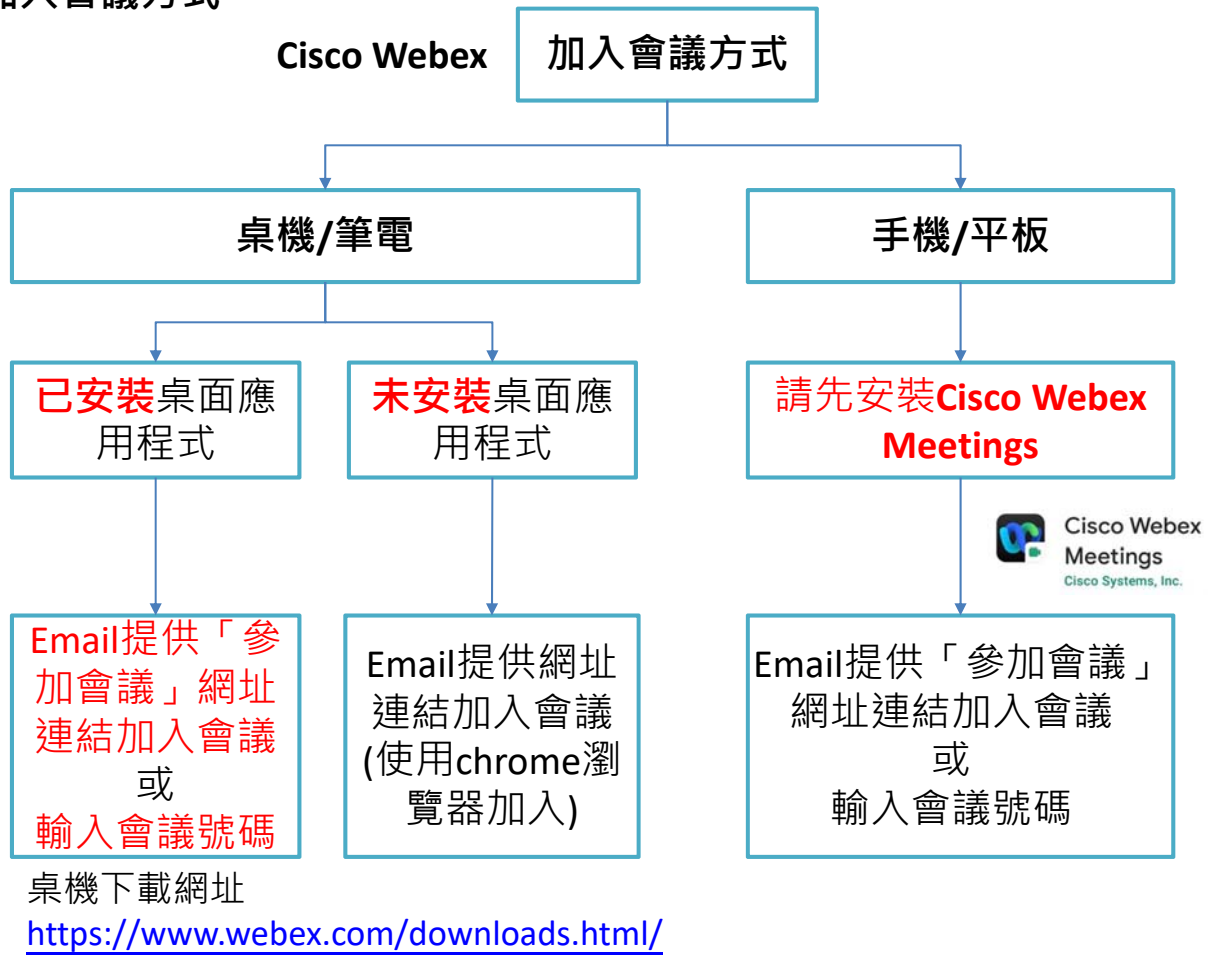 加入會議方式
Cisco Webex
加入會議方式
桌機/筆電
手機/平板
已安裝桌面應
用程式
未安裝桌面應
用程式
請先安裝Cisco Webex
Meetings
Cisco Webex
Meetings
Cisco Systems, Inc.
Email提供「參
加會議」網址
連結加入會議
或
輸入會議號碼
Email提供網址
連結加入會議
(使用chrome瀏
覽器加入)
Email提供「參加會議」
網址連結加入會議
或
輸入會議號碼
桌機下載網址
https://www.webex.com/downloads.html/